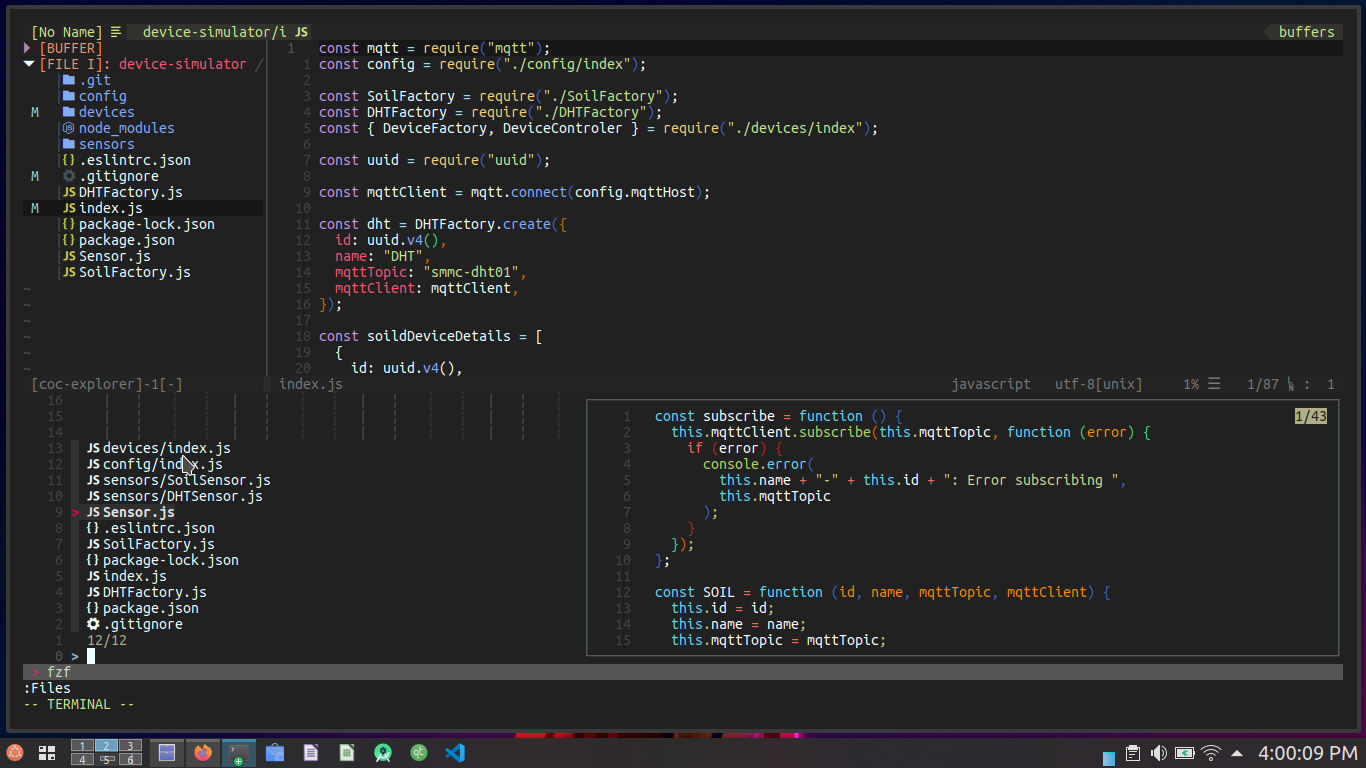 [No Name] device-simulator/i JS buffers
[BUFFER]
[FILE I]: device-simulator /
.git
config
M devices
node_modules
sensors
{} .eslintrc.json
M .gitignore
JS DHTFactory.js
M JS index.js
{} package-lock.json
{} package.json
JS Sensor.js
JS SoilFactory.js
~
~
~
~
~
~
1 const mqtt = require("mqtt");
1 const config = require("./config/index");
2
3 const SoilFactory = require("./SoilFactory");
4 const DHTFactory = require("./DHTFactory");
5 const { DeviceFactory, DeviceControler } = require("./devices/index");
6
7 const uuid = require("uuid");
8
9 const mqttClient = mqtt.connect(config.mqttHost);
10
11 const dht = DHTFactory.create({
12 id: uuid.v4(),
13 name: "DHT",
14 mqttTopic: "smmc-dht01",
15 mqttClient: mqttClient,
16 });
17
18 const soildDeviceDetails = [
19 {
20 id: uuid.v4(),
[coc-explorer]-1[-] index.js javascript utf-8[unix] 1% ☰ 1/87 : 1
16
15
14
13 JS devices/index.js
12 JS config/index.js
11 JS sensors/SoilSensor.js
10 JS sensors/DHTSensor.js
9 > JS Sensor.js
8 {} .eslintrc.json
7 JS SoilFactory.js
6 {} package-lock.json
5 JS index.js
4 JS DHTFactory.js
3 {} package.json
2 .gitignore
1 12/12
0 >
1 const subscribe = function () { 1/43
2 this.mqttClient.subscribe(this.mqttTopic, function (error) {
3 if (error) {
4 console.error(
5 this.name + "-" + this.id + ": Error subscribing ",
6 this.mqttTopic
7 );
8 }
9 });
10 };
11
12 const SOIL = function (id, name, mqttTopic, mqttClient) {
13 this.id = id;
14 this.name = name;
15 this.mqttTopic = mqttTopic;
> fzf
:Files
-- TERMINAL --
1 2 3
4 5 6
qt
4:00:09 PM